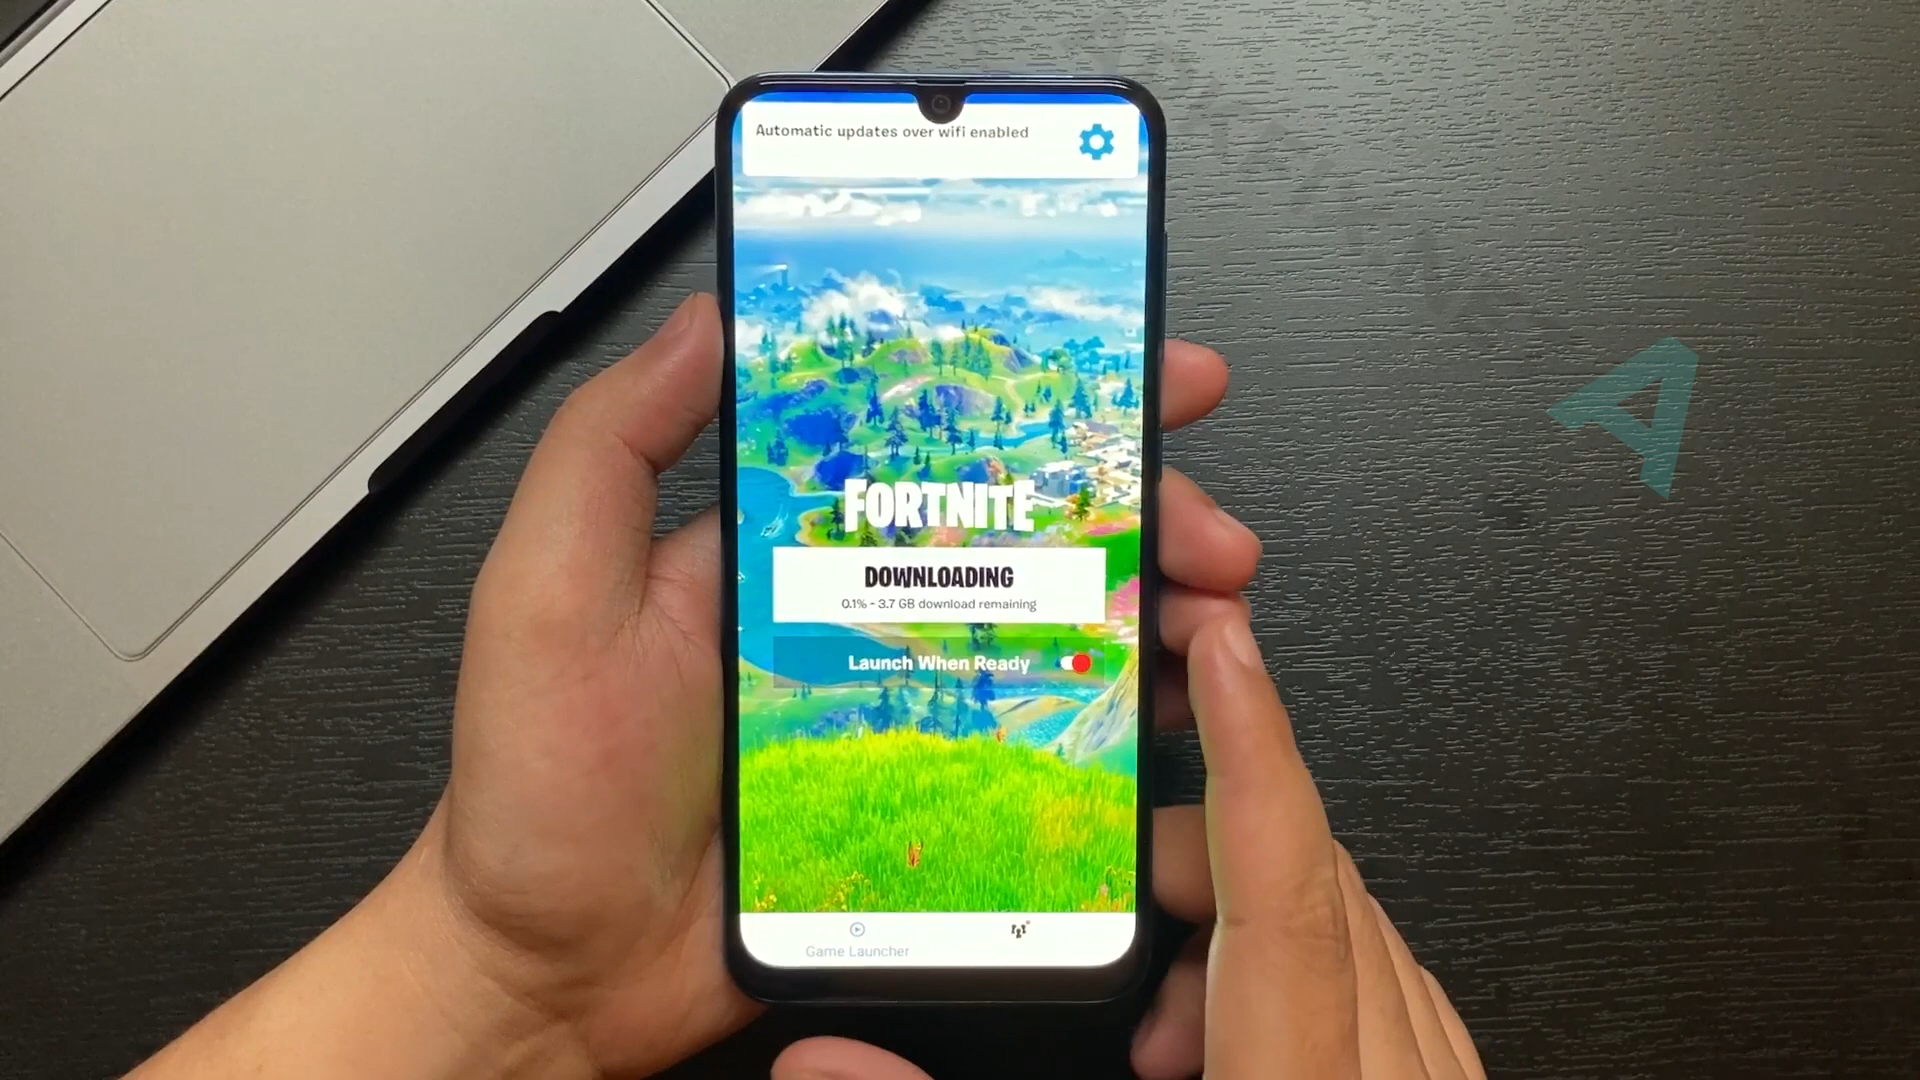 Automatic updates over wifi enabled
FORTNITE
DOWNLOADING
0.1% - 3.7 GB download remaining
Launch When Ready
Game Launcher
A